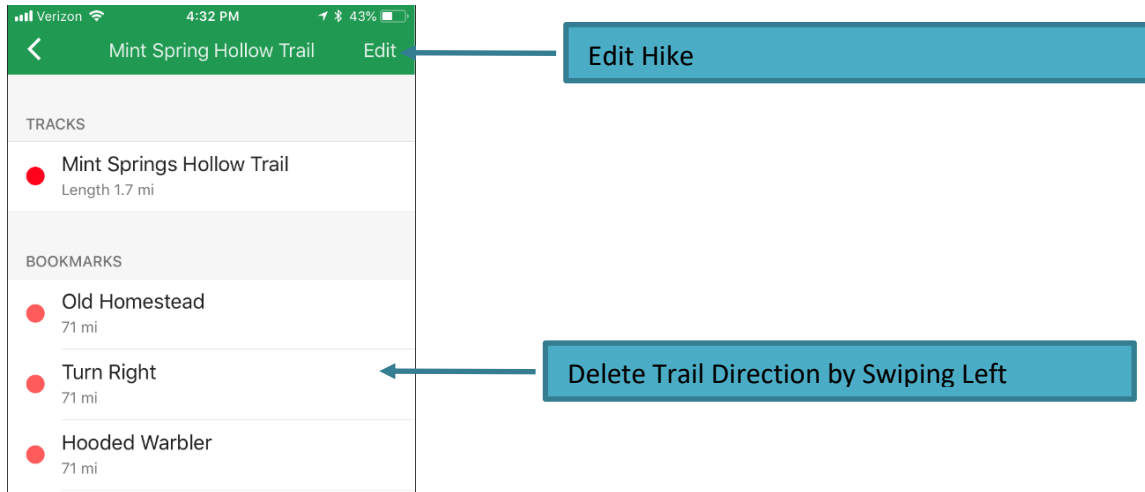 Verizon 4:32 PM 43%
Mint Spring Hollow Trail Edit
Edit Hike
TRACKS
Mint Springs Hollow Trail
Length 1.7 mi
BOOKMARKS
Old Homestead
71 mi
Turn Right
71 mi
Delete Trail Direction by Swiping Left
Hooded Warbler
71 mi